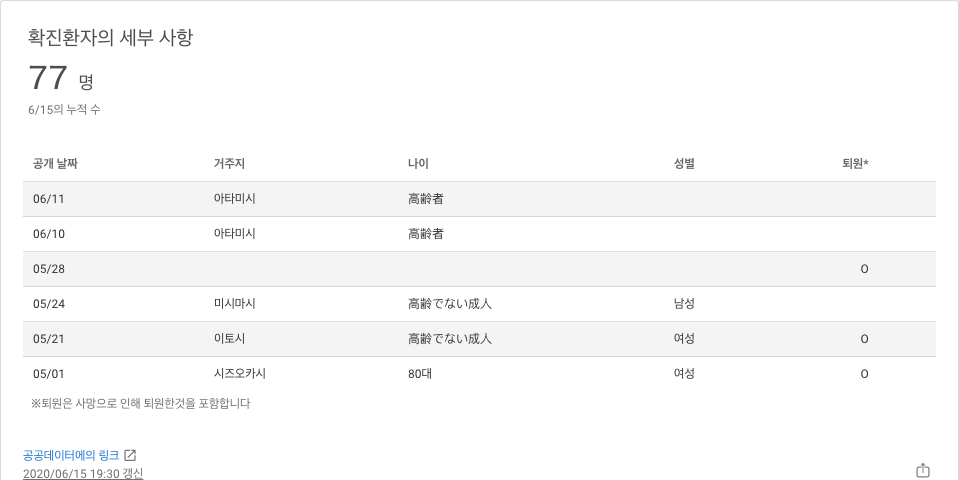 확진환자의 세부 사항
77 명
6/15의 누적 수
공개 날짜 거주지 나이 성별 퇴원*
06/11 아타미시 高齢者
06/10 아타미시 高齢者
05/28 O
05/24 미시마시 高齢でない成人 남성
05/21 이토시 高齢でない成人 여성 O
05/01 시즈오카시 80대 여성 O
※퇴원은 사망으로 인해 퇴원한것을 포함합니다
공공데이터에의 링크
2020/06/15 19:30 갱신